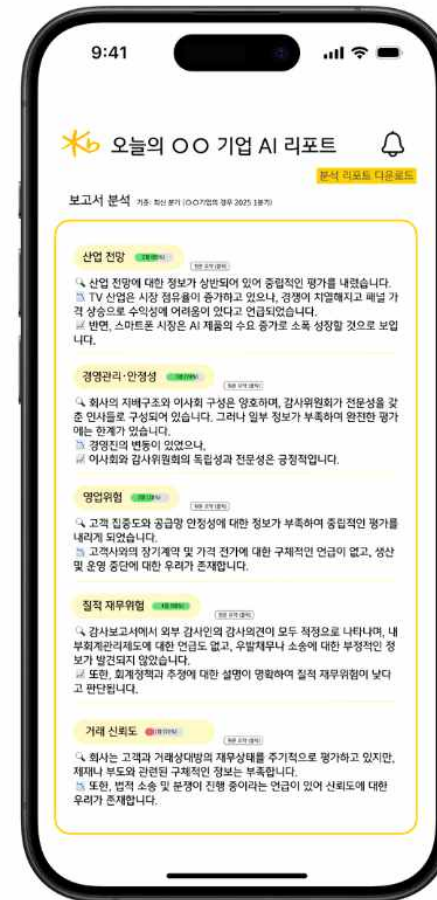 9:41
Kb 오늘의 ○○ 기업 AI 리포트
분석 리포트 다운로드
보고서 분석 기준: 최신 분기 (○○기업의 경우 2025 1분기)
산업 전망
🔍 산업 전망에 대한 정보가 상반되어 있어 중립적인 평가를 내렸습니다.
📉 TV 산업은 시장 점유율이 증가하고 있으나, 경쟁이 치열해지고 패널 가
격 상승으로 수익성에 어려움이 있다고 언급되었습니다.
📈 반면, 스마트폰 시장은 AI 제품의 수요 증가로 소폭 성장할 것으로 보입
니다.
경영관리·안정성
🔍 회사의 지배구조와 이사회 구성은 양호하며, 감사위원회가 전문성을 갖
춘 인사들로 구성되어 있습니다. 그러나 일부 정보가 부족하여 완전한 평가
에는 한계가 있습니다.
📉 경영진의 변동이 있었으나,
📈 이사회와 감사위원회의 독립성과 전문성은 긍정적입니다.
영업위험
🔍 고객 집중도와 공급망 안정성에 대한 정보가 부족하여 중립적인 평가를
내리게 되었습니다.
📉 고객사와의 장기계약 및 가격 전가에 대한 구체적인 언급이 없고, 생산
및 운영 중단에 대한 우려가 존재합니다.
질적 재무위험
🔍 감사보고서에서 외부 감사인의 감사의견이 모두 적정으로 나타나며, 내
부회계관리제도에 대한 언급도 없고, 우발채무나 소송에 대한 부정적인 정
보가 발견되지 않았습니다.
📈 또한, 회계정책과 추정에 대한 설명이 명확하여 질적 재무위험이 낮다
고 판단됩니다.
거래 신뢰도
🔍 회사는 고객과 거래상대방의 재무상태를 주기적으로 평가하고 있지만,
제재나 부도와 관련된 구체적인 정보는 부족합니다.
📉 또한, 법적 소송 및 분쟁이 진행 중이라는 언급이 있어 신뢰도에 대한
우려가 존재합니다.